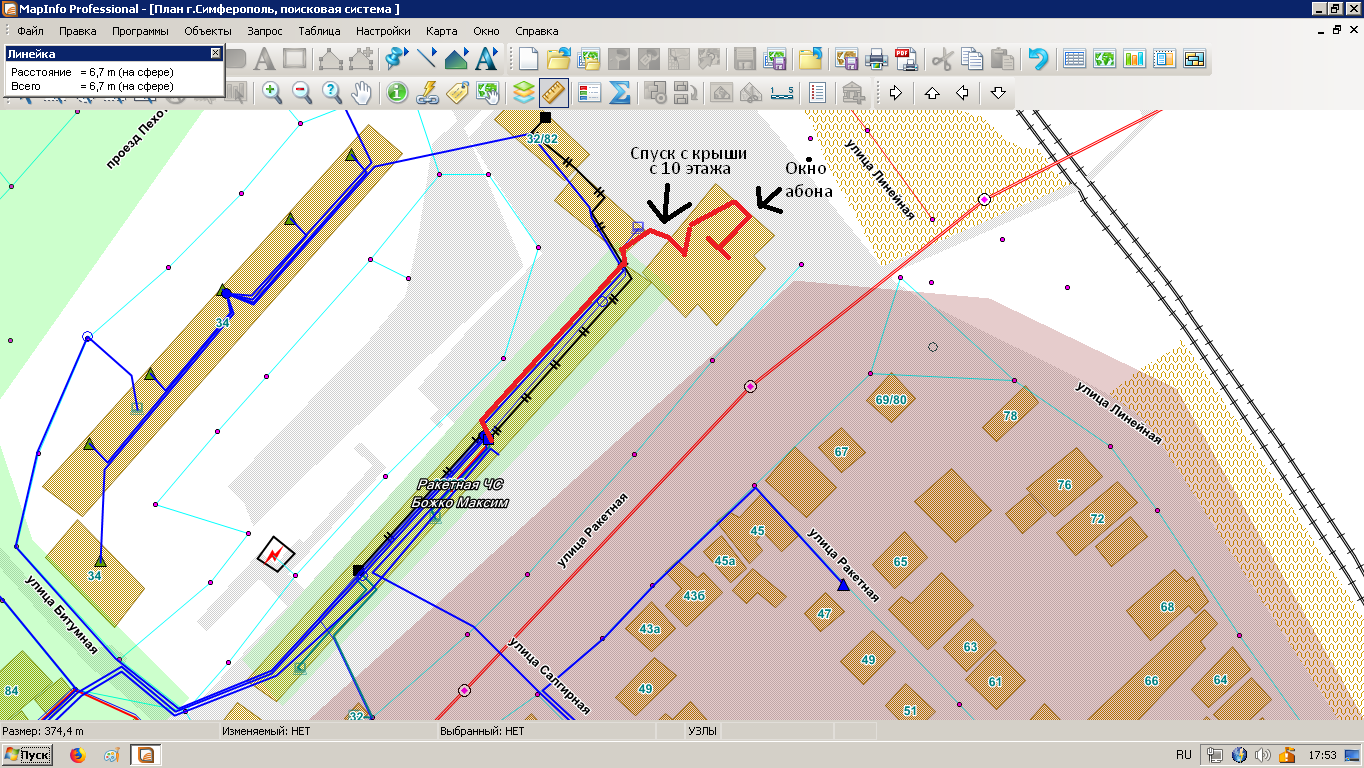 MapInfo Professional - [План г.Симферополь, поисковая система ]
Файл Правка Программы Объекты Запрос Таблица Настройки Карта Окно Справка
Линейка
Расстояние = 6,7 m (на сфере)
Всего = 6,7 m (на сфере)
32/82
Спуск с крыши
с 10 этажа
Окно
абона
улица Линейная
34
улица Линейная
69/80
78
67
76
72
Ракетная ЧС
Божко Максим
улица Ракетная
45
45а
улица Ракетная
65
34
улица Битумная
43б
43а
47
68
63
49
улица Салгирная
49
61
66
64
84
51
32-
Размер: 374,4 m
Изменяемый: НЕТ
Выбранный: НЕТ
УЗЛЫ
Пуск
RU
17:53